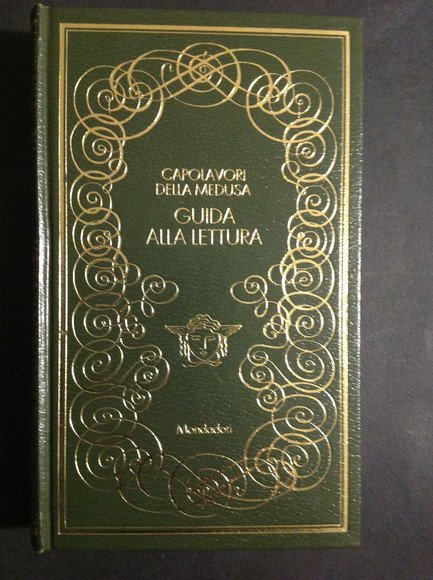 CAPOLAVORI
DELLA MEDUSA
GUIDA
ALLA LETTURA
Mondadori